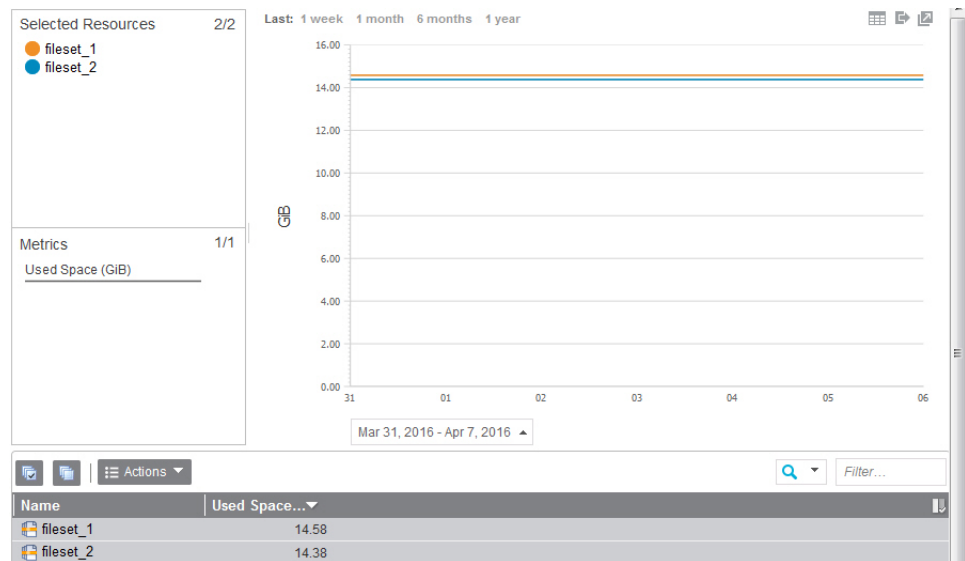 Selected Resources 2/2
fileset_1
fileset_2
Metrics 1/1
Used Space (GiB)
Last: 1 week 1 month 6 months 1 year
16.00
14.00
12.00
10.00
8.00
6.00
4.00
2.00
0.00
GiB
31 01 02 03 04 05 06
Mar 31, 2016 - Apr 7, 2016
Actions
Filter...
Name Used Space...
fileset_1 14.58
fileset_2 14.38